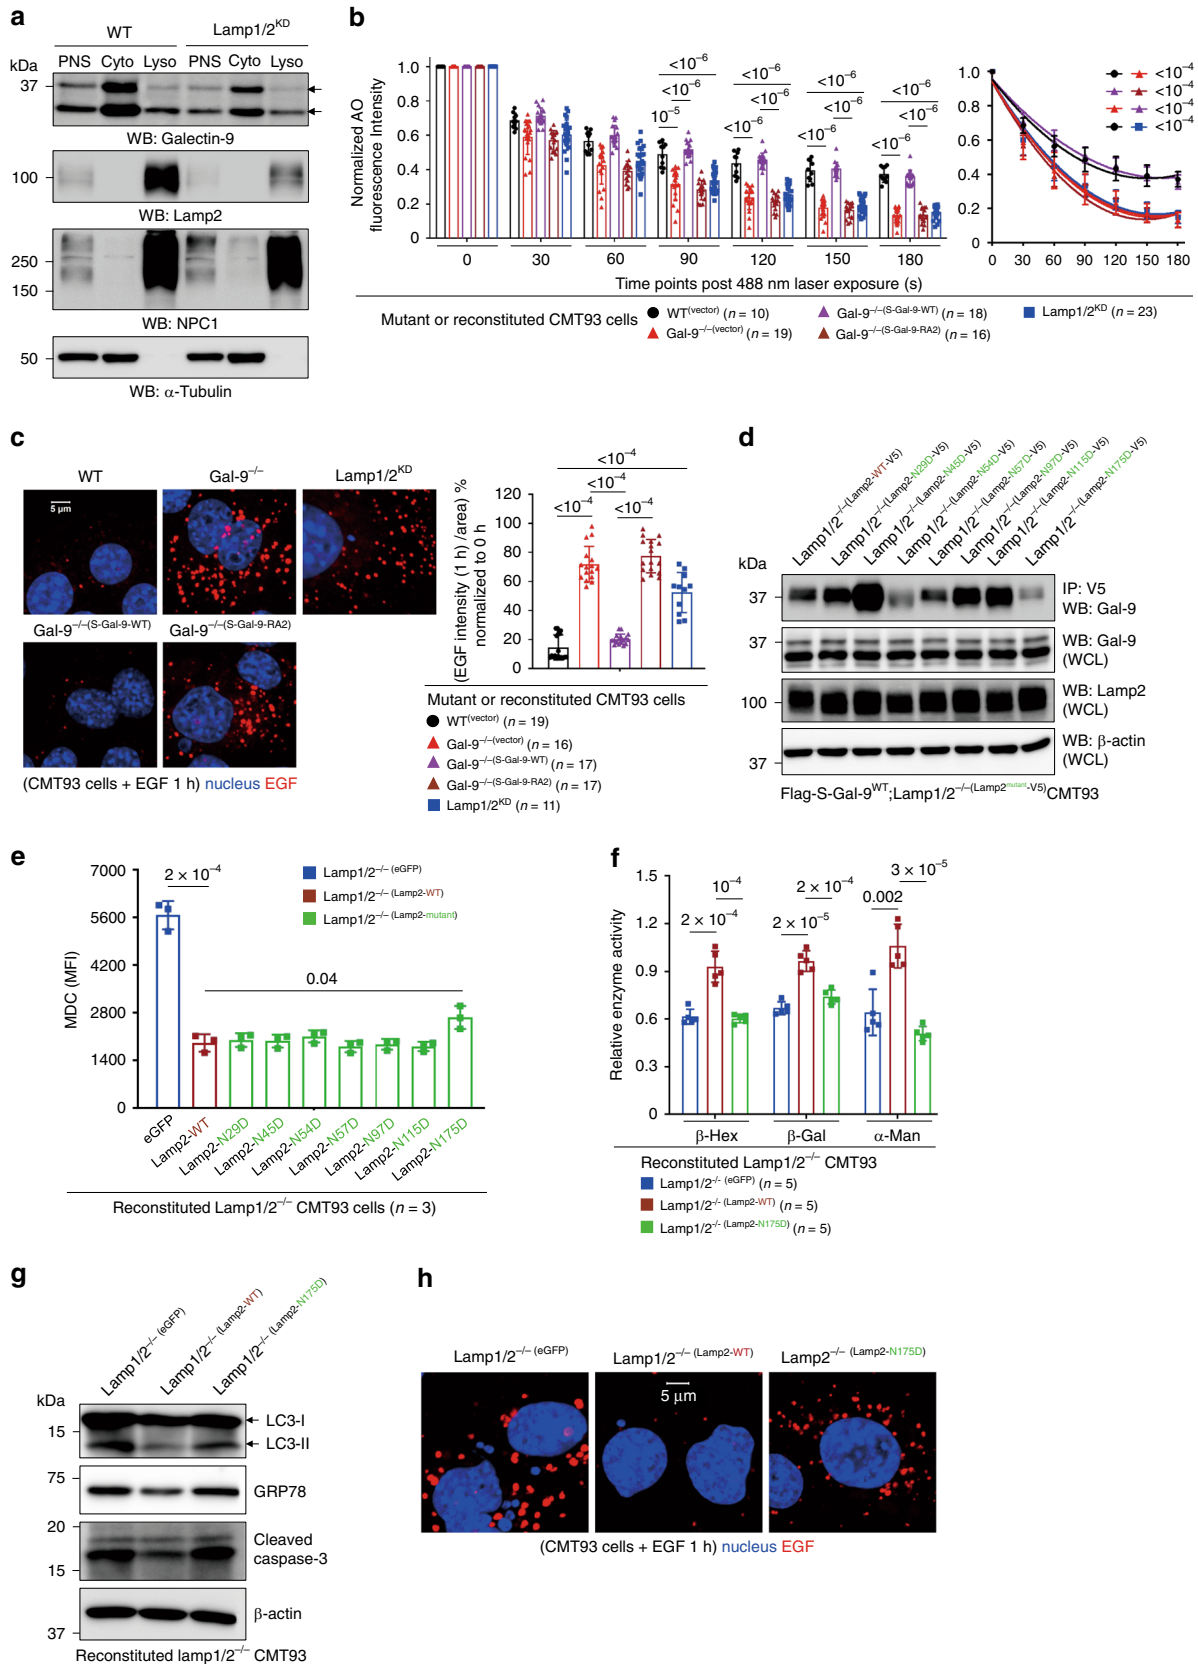 a
WT Lamp1/2KD
kDa PNS Cyto Lyso PNS Cyto Lyso
37
WB: Galectin-9
100
WB: Lamp2
250
150
WB: NPC1
50
WB: α-Tubulin
b
Normalized AO
fluorescence Intensity
1.0
0.8
0.6
0.4
0.2
0
<10–6 <10–6 10–5
<10–6 <10–6 <10–6
<10–6 <10–6 <10–6
<10–6 <10–6 <10–6
0 30 60 90 120 150 180
Time points post 488 nm laser exposure (s)
1.0
0.8
0.6
0.4
0.2
0
<10–4
<10–4
<10–4
<10–4
0 30 60 90 120 150 180
Mutant or reconstituted CMT93 cells
WT(vector) (n = 10)
Gal-9–/–(vector) (n = 19)
Gal-9–/–(S-Gal-9-WT) (n = 18)
Gal-9–/–(S-Gal-9-RA2) (n = 16)
Lamp1/2KD (n = 23)
c
WT Gal-9–/– Lamp1/2KD
5 μm
Gal-9–/–(S-Gal-9-WT) Gal-9–/–(S-Gal-9-RA2)
(CMT93 cells + EGF 1 h) nucleus EGF
(EGF intensity (1 h) /area) %
normalized to 0 h
120
100
80
60
40
20
0
<10–4
<10–4
<10–4 <10–4
Mutant or reconstituted CMT93 cells
WT(vector) (n = 19)
Gal-9–/–(vector) (n = 16)
Gal-9–/–(S-Gal-9-WT) (n = 17)
Gal-9–/–(S-Gal-9-RA2) (n = 17)
Lamp1/2KD (n = 11)
d
Lamp1/2–/–(Lamp2-WT-V5)
Lamp1/2–/–(Lamp2-N29D-V5)
Lamp1/2–/–(Lamp2-N45D-V5)
Lamp1/2–/–(Lamp2-N54D-V5)
Lamp1/2–/–(Lamp2-N57D-V5)
Lamp1/2–/–(Lamp2-N97D-V5)
Lamp1/2–/–(Lamp2-N115D-V5)
Lamp1/2–/–(Lamp2-N175D-V5)
kDa
37
IP: V5
WB: Gal-9
37
WB: Gal-9
(WCL)
100
WB: Lamp2
(WCL)
37
WB: β-actin
(WCL)
Flag-S-Gal-9WT;Lamp1/2–/–(Lamp2mutant-V5)CMT93
e
MDC (MFI)
7000
5600
4200
2800
1400
0
2 × 10–4
0.04
Lamp1/2–/– (eGFP)
Lamp1/2–/– (Lamp2-WT)
Lamp1/2–/– (Lamp2-mutant)
eGFP
Lamp2-WT
Lamp2-N29D
Lamp2-N45D
Lamp2-N54D
Lamp2-N57D
Lamp2-N97D
Lamp2-N115D
Lamp2-N175D
Reconstituted Lamp1/2–/– CMT93 cells (n = 3)
f
Relative enzyme activity
1.5
1.2
0.9
0.6
0.3
0
2 × 10–4 10–4
2 × 10–5 2 × 10–4
0.002 3 × 10–5
β-Hex β-Gal α-Man
Reconstituted Lamp1/2–/– CMT93
Lamp1/2-/- (eGFP) (n = 5)
Lamp1/2-/- (Lamp2-WT) (n = 5)
Lamp1/2-/- (Lamp2-N175D) (n = 5)
g
Lamp1/2–/– (eGFP)
Lamp1/2–/– (Lamp2-WT)
Lamp1/2–/– (Lamp2-N175D)
kDa
LC3-I
15
LC3-II
75
GRP78
20
Cleaved
caspase-3
15
β-actin
37
Reconstituted lamp1/2–/– CMT93
h
Lamp1/2–/– (eGFP) Lamp1/2–/– (Lamp2-WT) Lamp2–/– (Lamp2-N175D)
5 μm
(CMT93 cells + EGF 1 h) nucleus EGF